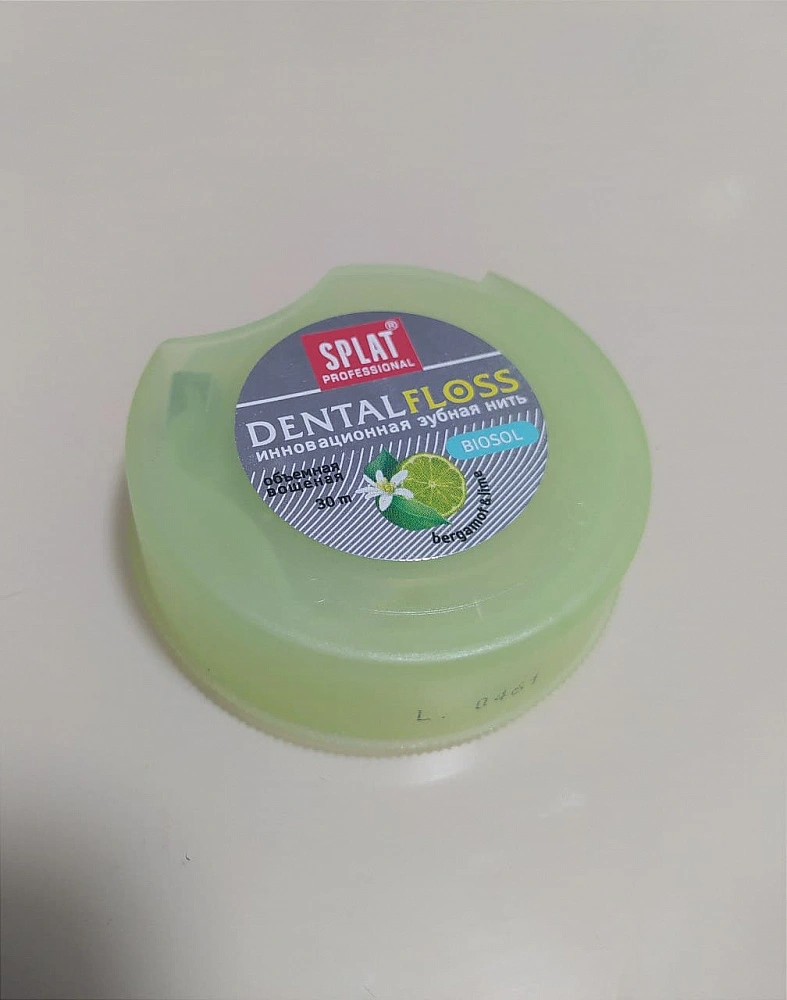 SPLAT®
PROFESSIONAL
DENTALFLOSS
инновационная зубная нить
BIOSOL
объемная
вощеная
30 m
bergamot & lime
L. 0461